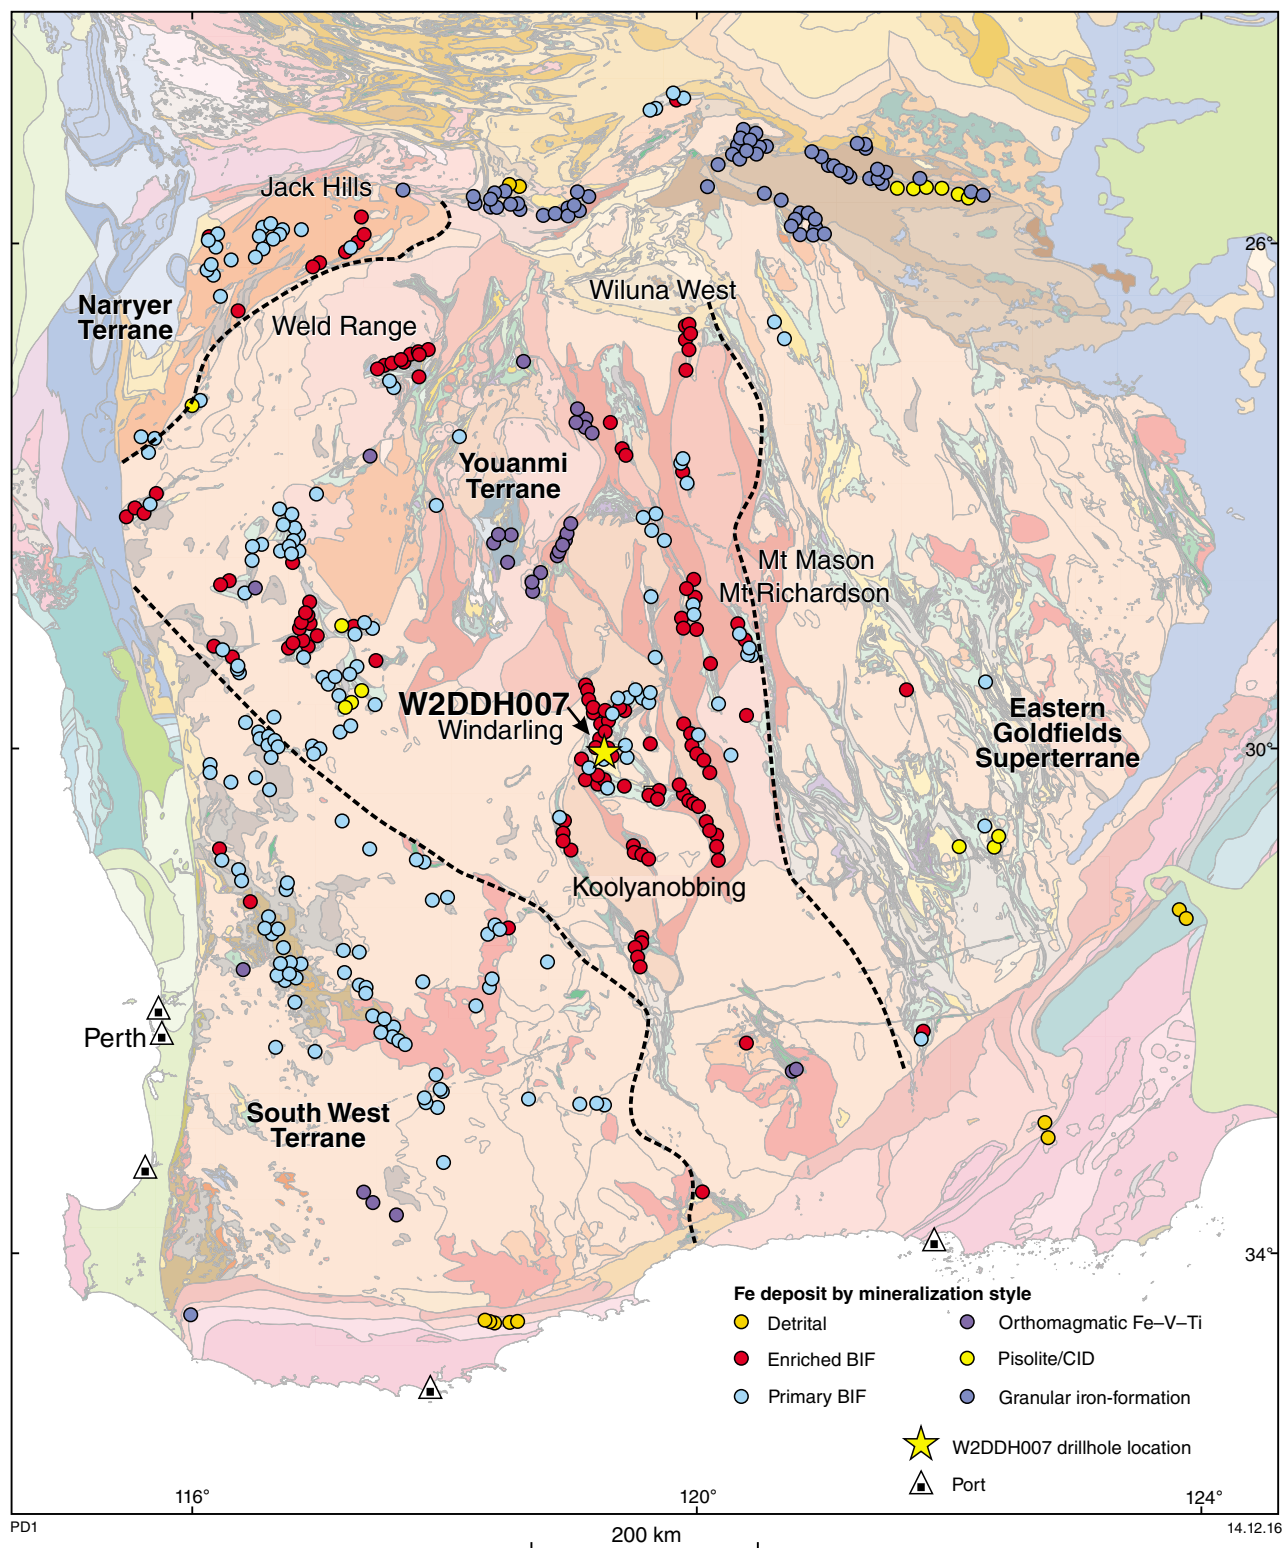 Jack Hills
26°
Wiluna West
Narryer
Terrane
Weld Range
Youanmi
Terrane
Mt Mason
Mt Richardson
W2DDH007
Windarling
Eastern
Goldfields
Superterrane
30°
Koolyanobbing
Perth
South West
Terrane
34°
Fe deposit by mineralization style
Detrital
Orthomagmatic Fe–V–Ti
Enriched BIF
Pisolite/CID
Primary BIF
Granular iron-formation
W2DDH007 drillhole location
Port
116°
120°
124°
PD1
200 km
14.12.16